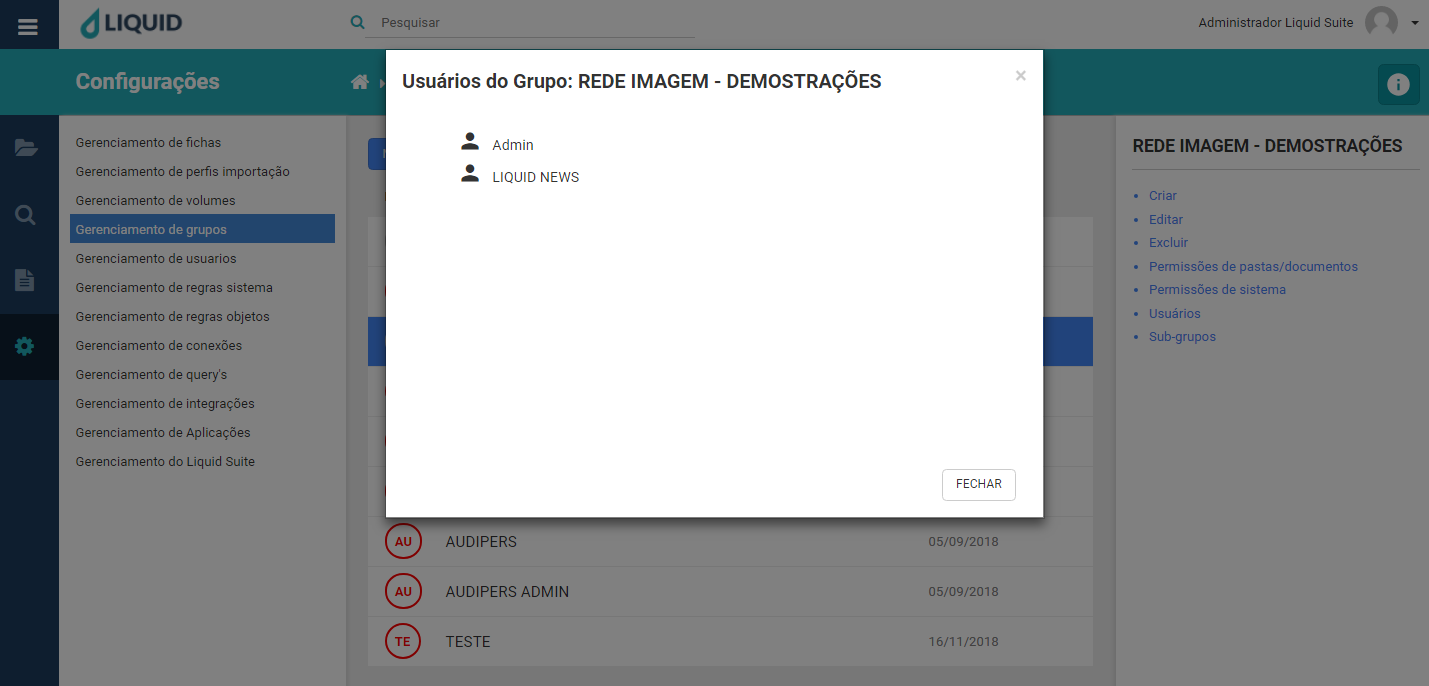 LIQUID
Pesquisar
Administrador Liquid Suite
Configurações
Gerenciamento de fichas
Gerenciamento de perfis importação
Gerenciamento de volumes
Gerenciamento de grupos
Gerenciamento de usuarios
Gerenciamento de regras sistema
Gerenciamento de regras objetos
Gerenciamento de conexões
Gerenciamento de query's
Gerenciamento de integrações
Gerenciamento de Aplicações
Gerenciamento do Liquid Suite
Usuários do Grupo: REDE IMAGEM - DEMOSTRAÇÕES
×
Admin
LIQUID NEWS
FECHAR
AU AUDIPERS 05/09/2018
AU AUDIPERS ADMIN 05/09/2018
TE TESTE 16/11/2018
REDE IMAGEM - DEMOSTRAÇÕES
• Criar
• Editar
• Excluir
• Permissões de pastas/documentos
• Permissões de sistema
• Usuários
• Sub-grupos